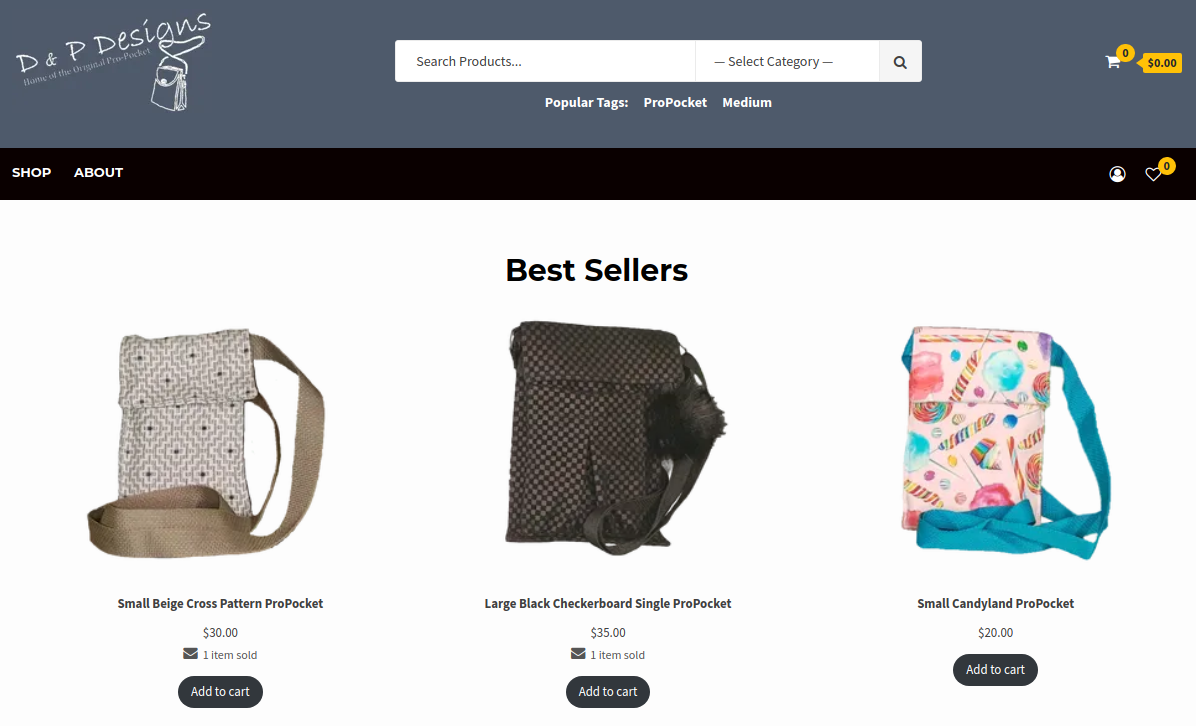 D & P Designs
Home of the Original Pro-Pocket
Search Products...
— Select Category —
0
$0.00
Popular Tags: ProPocket Medium
SHOP ABOUT
0
Best Sellers
Small Beige Cross Pattern ProPocket
$30.00
1 item sold
Add to cart
Large Black Checkerboard Single ProPocket
$35.00
1 item sold
Add to cart
Small Candyland ProPocket
$20.00
Add to cart